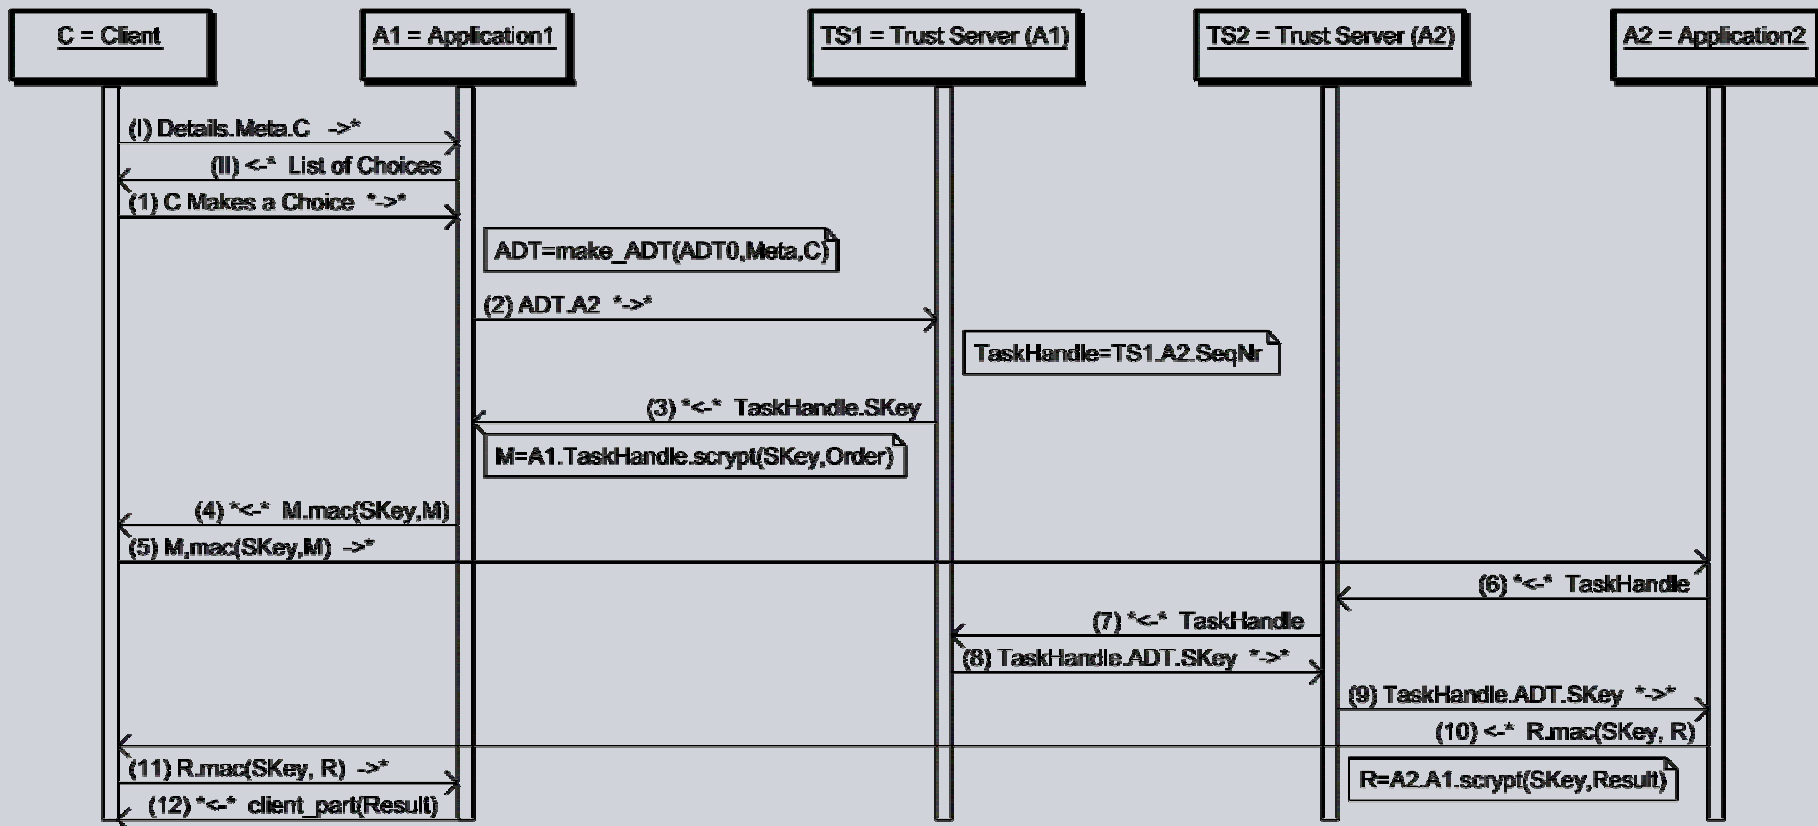 C = Client
A1 = Application1
TS1 = Trust Server (A1)
TS2 = Trust Server (A2)
A2 = Application2
(I) Details.Meta.C ->*
(II) <-* List of Choices
(1) C Makes a Choice *->*
ADT=make_ADT(ADT0,Meta,C)
(2) ADT.A2 *->*
TaskHandle=TS1.A2.SeqNr
(3) *<-* TaskHandle.SKey
M=A1.TaskHandle.scrypt(SKey,Order)
(4) *<-* M.mac(SKey,M)
(5) M,mac(SKey,M) ->*
(6) *<-* TaskHandle
(7) *<-* TaskHandle
(8) TaskHandle.ADT.SKey *->*
(9) TaskHandle.ADT.SKey *->*
(10) <-* R.mac(SKey, R)
(11) R.mac(SKey, R) ->*
R=A2.A1.scrypt(SKey,Result)
(12) *<-* client_part(Result)